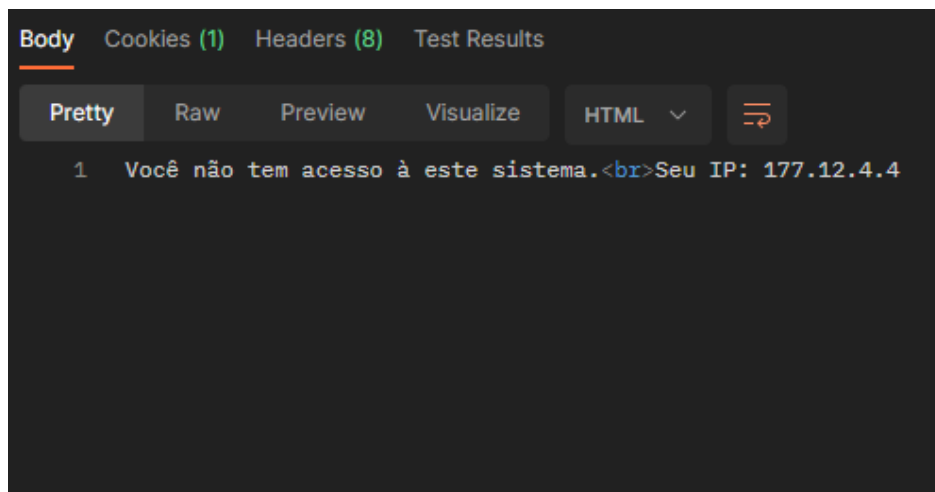 Body Cookies (1) Headers (8) Test Results
Pretty Raw Preview Visualize HTML
1 Você não tem acesso à este sistema.<br>Seu IP: 177.12.4.4